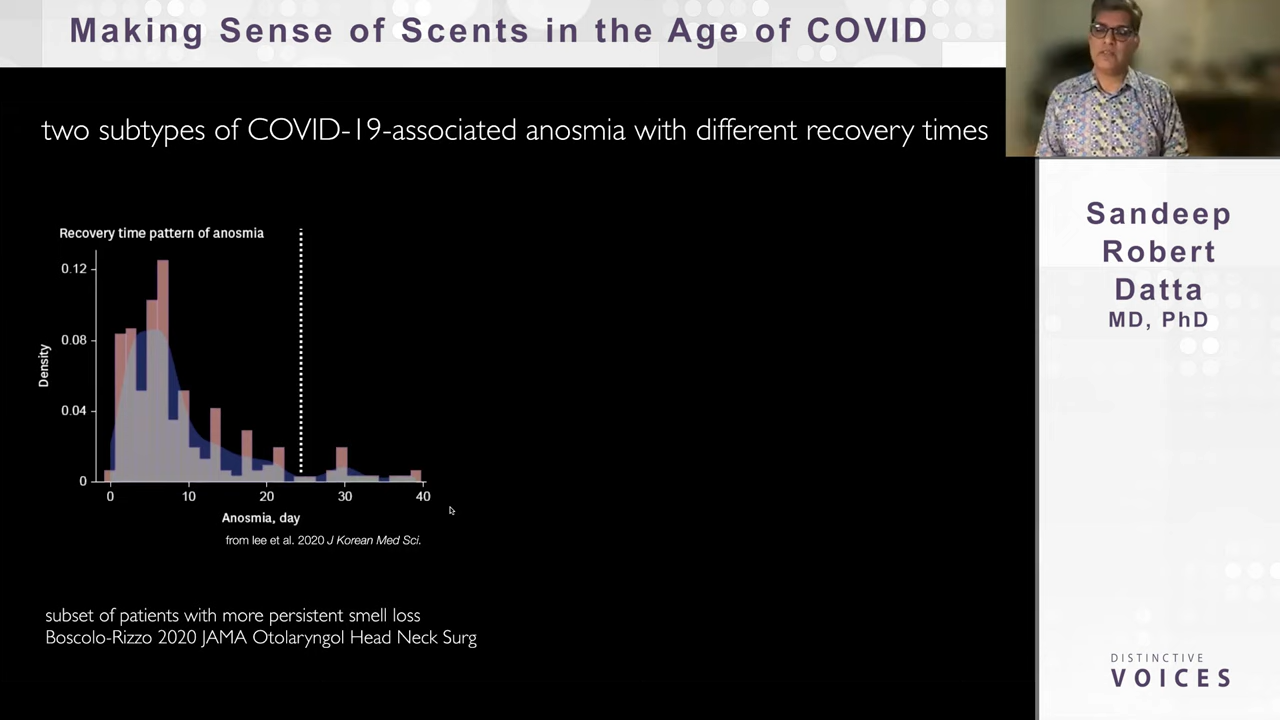 Making Sense of Scents in the Age of COVID
two subtypes of COVID-19-associated anosmia with different recovery times
Recovery time pattern of anosmia
0.12
0.08
0.04
0
Density
0
10
20
30
40
Anosmia, day
from lee et al. 2020 J Korean Med Sci.
subset of patients with more persistent smell loss
Boscolo-Rizzo 2020 JAMA Otolaryngol Head Neck Surg
Sandeep
Robert
Datta
MD, PhD
DISTINCTIVE
VOICES